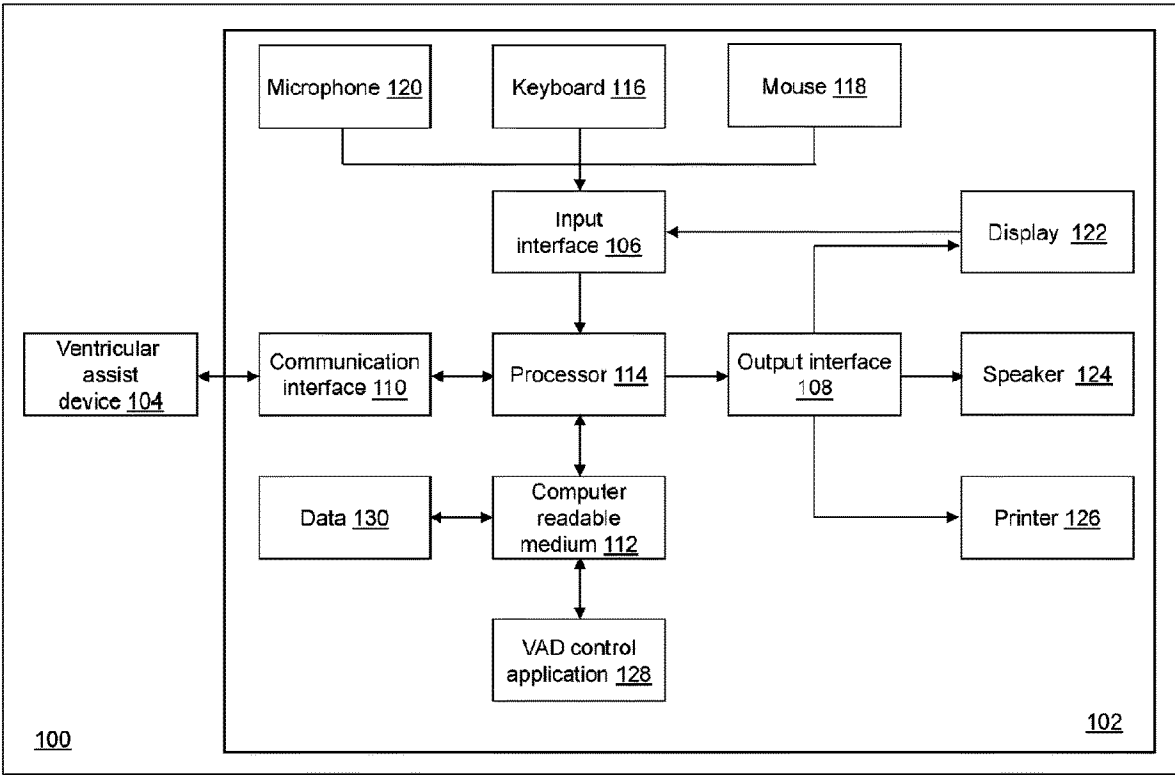 Microphone 120
Keyboard 116
Mouse 118
Input
interface 106
Display 122
Ventricular
assist
device 104
Communication
interface 110
Processor 114
Output interface
108
Speaker 124
Data 130
Computer
readable
medium 112
Printer 126
VAD control
application 128
100
102